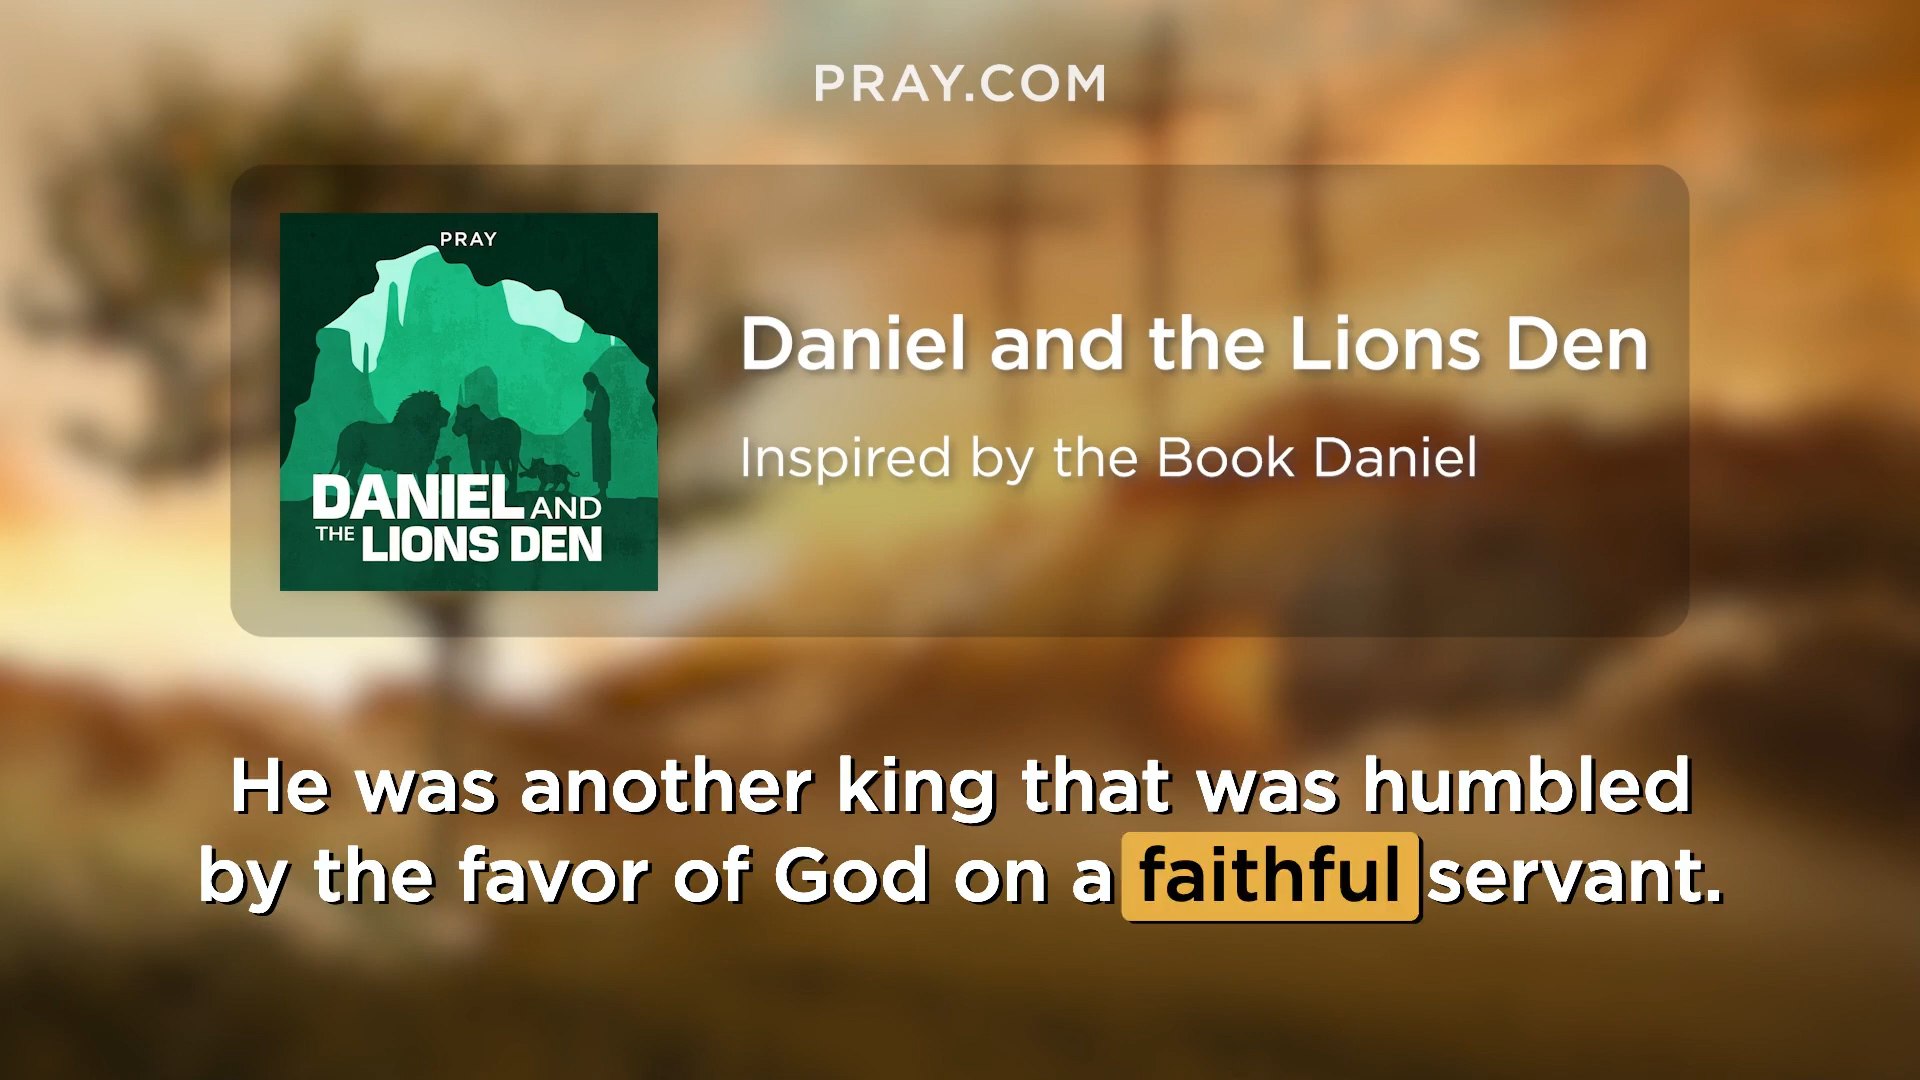 PRAY.COM
PRAY
DANIEL AND
THE LIONS DEN
Daniel and the Lions Den
Inspired by the Book Daniel
He was another king that was humbled
by the favor of God on a faithful servant.